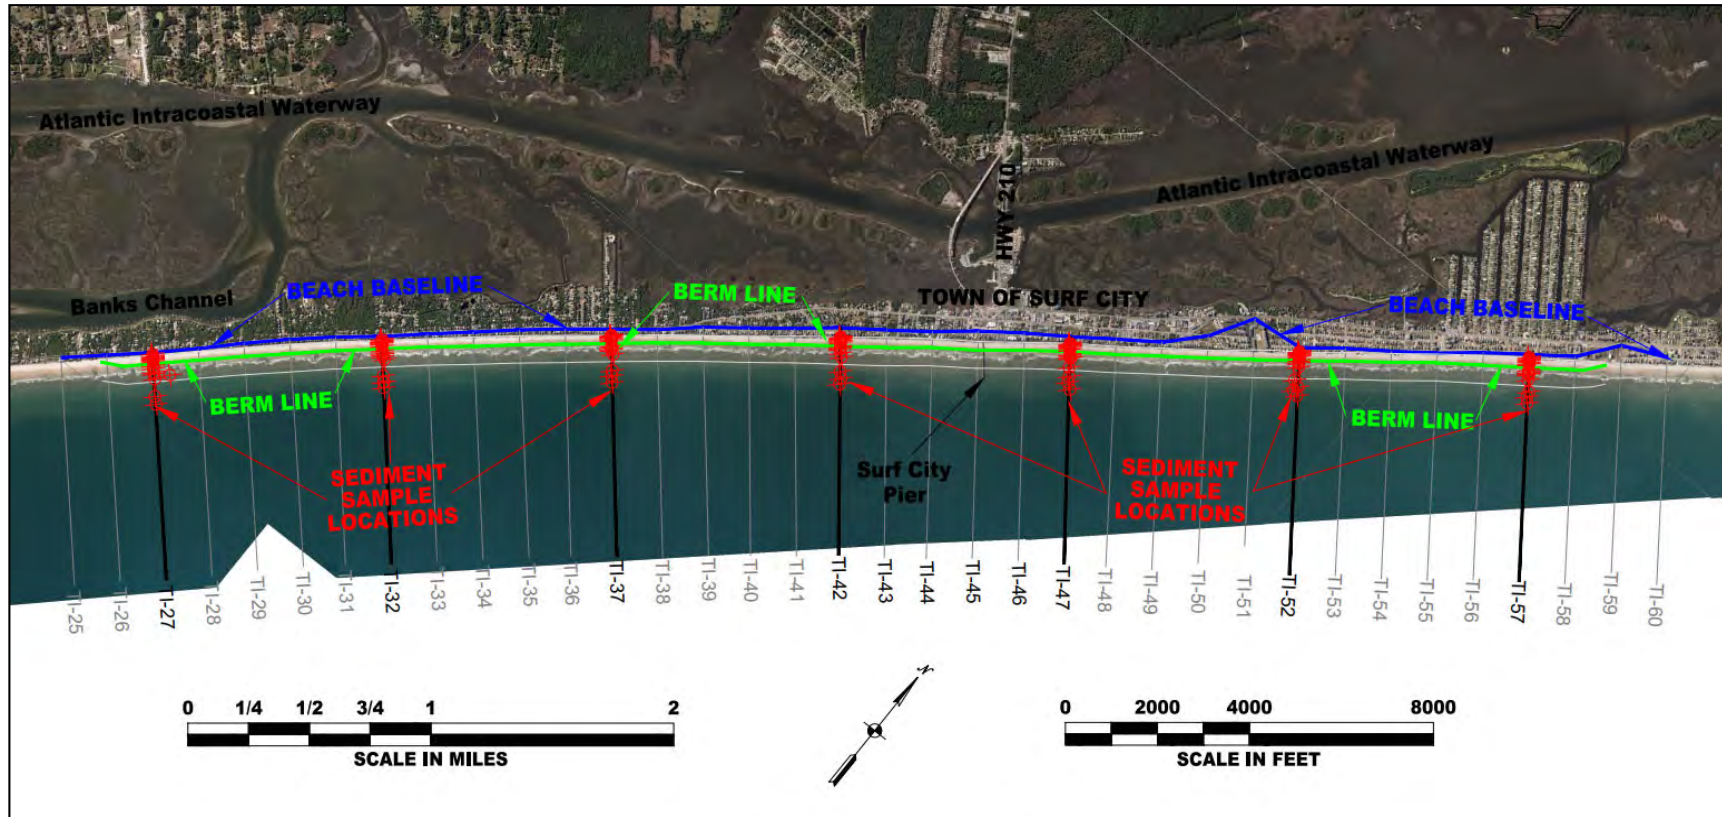 Atlantic Intracoastal Waterway
HWY 210
Atlantic Intracoastal Waterway
Banks Channel
BEACH BASELINE
BERM LINE
TOWN OF SURF CITY
BEACH BASELINE
BERM LINE
BERM LINE
SEDIMENT
SAMPLE
LOCATIONS
Surf City
Pier
SEDIMENT
SAMPLE
LOCATIONS
TI-25
TI-26
TI-27
TI-28
TI-29
TI-30
TI-31
TI-32
TI-33
TI-34
TI-35
TI-36
TI-37
TI-38
TI-39
TI-40
TI-41
TI-42
TI-43
TI-44
TI-45
TI-46
TI-47
TI-48
TI-49
TI-50
TI-51
TI-52
TI-53
TI-54
TI-55
TI-56
TI-57
TI-58
TI-59
TI-60
N
0 1/4 1/2 3/4 1 2
SCALE IN MILES
0 2000 4000 8000
SCALE IN FEET